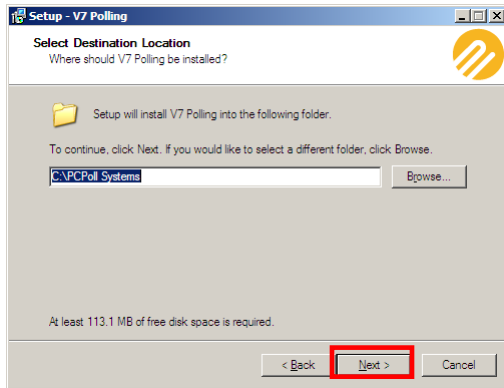 Setup - V7 Polling
Select Destination Location
Where should V7 Polling be installed?
Setup will install V7 Polling into the following folder.
To continue, click Next. If you would like to select a different folder, click Browse.
C:\PCPoll Systems
Browse...
At least 113.1 MB of free disk space is required.
< Back Next > Cancel